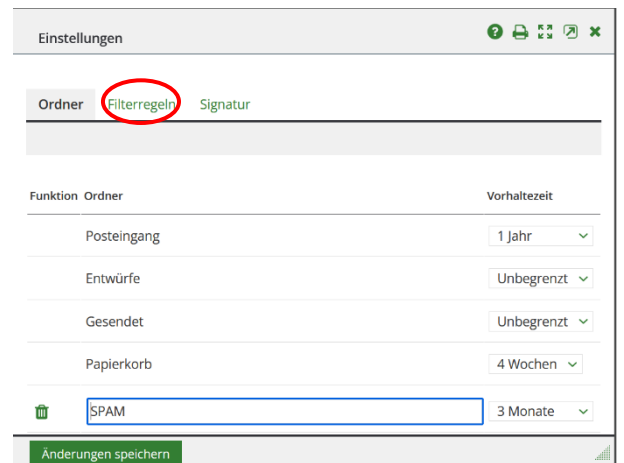 Einstellungen
Ordner Filterregeln Signatur
Funktion Ordner Vorhaltezeit
Posteingang 1 Jahr
Entwürfe Unbegrenzt
Gesendet Unbegrenzt
Papierkorb 4 Wochen
SPAM 3 Monate
Änderungen speichern